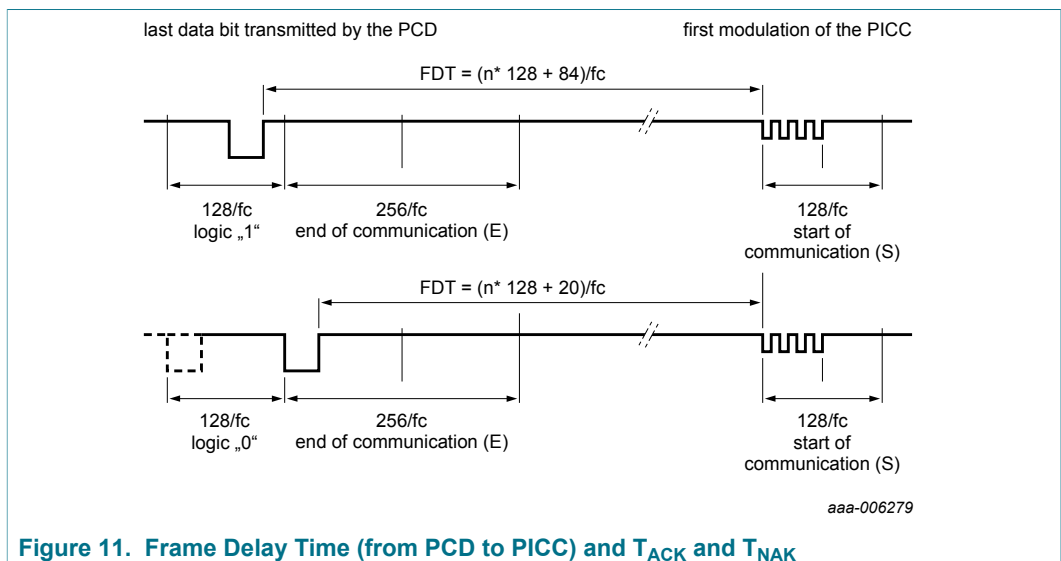 last data bit transmitted by the PCD
first modulation of the PICC
FDT = (n* 128 + 84)/fc
128/fc
logic „1“
256/fc
end of communication (E)
128/fc
start of
communication (S)
FDT = (n* 128 + 20)/fc
128/fc
logic „0“
256/fc
end of communication (E)
128/fc
start of
communication (S)
aaa-006279
Figure 11. Frame Delay Time (from PCD to PICC) and TACK and TNAK